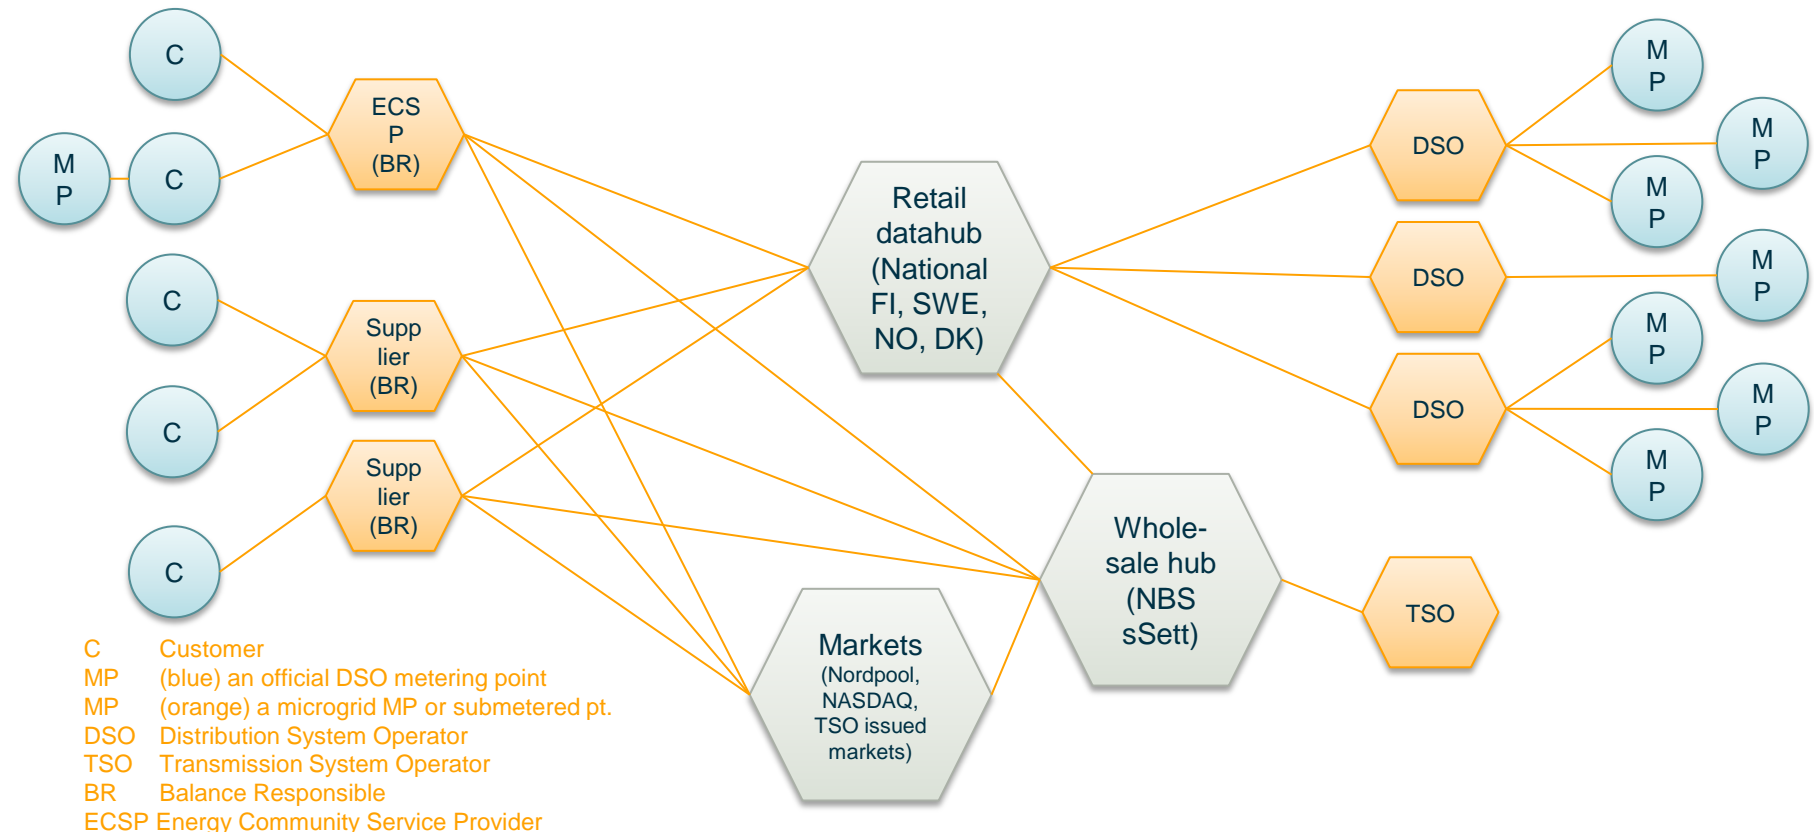 C
M
P
C
ECS
P
(BR)
C
C
Supp
lier
(BR)
Supp
lier
(BR)
C
Retail
datahub
(National
FI, SWE,
NO, DK)
Whole-
sale hub
(NBS
sSett)
Markets
(Nordpool,
NASDAQ,
TSO issued
markets)
DSO
DSO
DSO
TSO
M
P
M
P
M
P
M
P
M
P
M
P
M
P
C Customer
MP (blue) an official DSO metering point
MP (orange) a microgrid MP or submetered pt.
DSO Distribution System Operator
TSO Transmission System Operator
BR Balance Responsible
ECSP Energy Community Service Provider